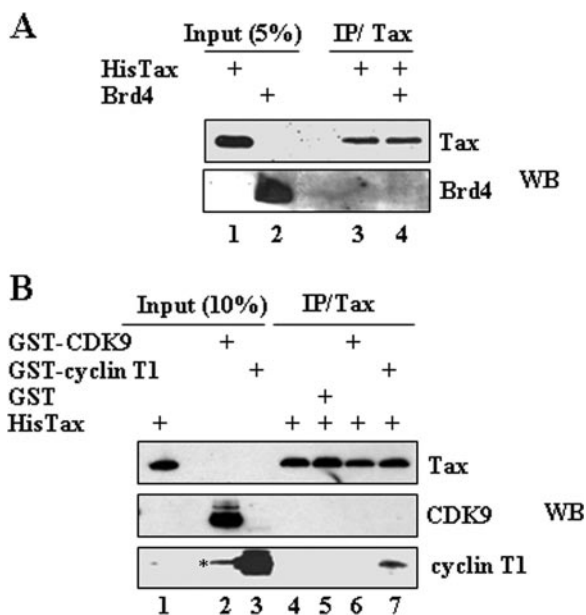 A
Input (5%) IP/ Tax
HisTax + + +
Brd4 + +
Tax
Brd4 WB
1 2 3 4
B
Input (10%) IP/Tax
GST-CDK9 + +
GST-cyclin T1 + +
GST +
HisTax + + + + +
Tax
CDK9 WB
* cyclin T1
1 2 3 4 5 6 7